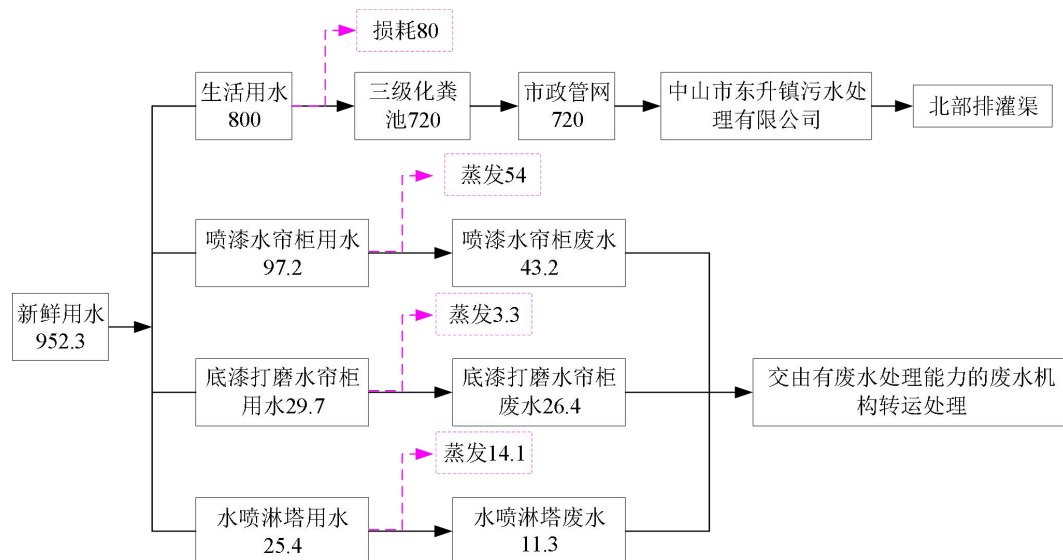 损耗80
生活用水
800
三级化粪
池720
市政管网
720
中山市东升镇污水处
理有限公司
北部排灌渠
蒸发54
喷漆水帘柜用水
97.2
喷漆水帘柜废水
43.2
新鲜用水
952.3
蒸发3.3
底漆打磨水帘柜
用水29.7
底漆打磨水帘柜
废水26.4
交由有废水处理能力的废水机
构转运处理
蒸发14.1
水喷淋塔用水
25.4
水喷淋塔废水
11.3